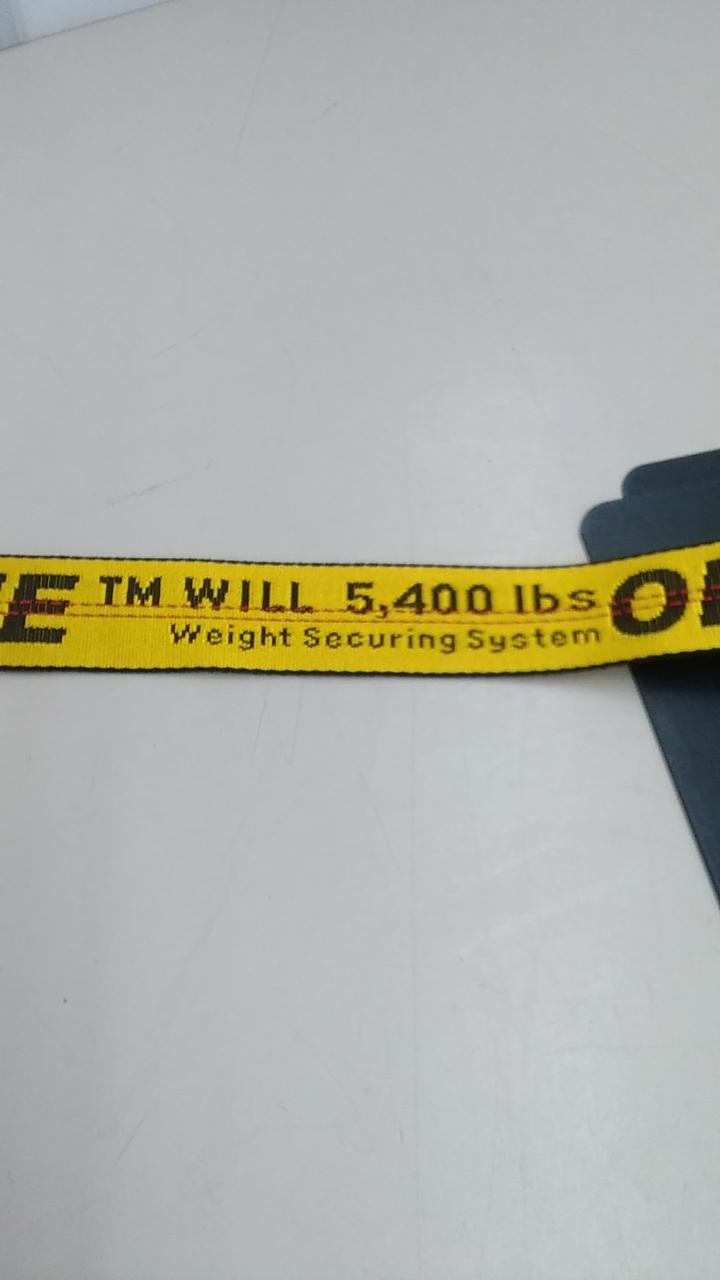 E TM WILL 5,400 lbs O
Weight Securing System